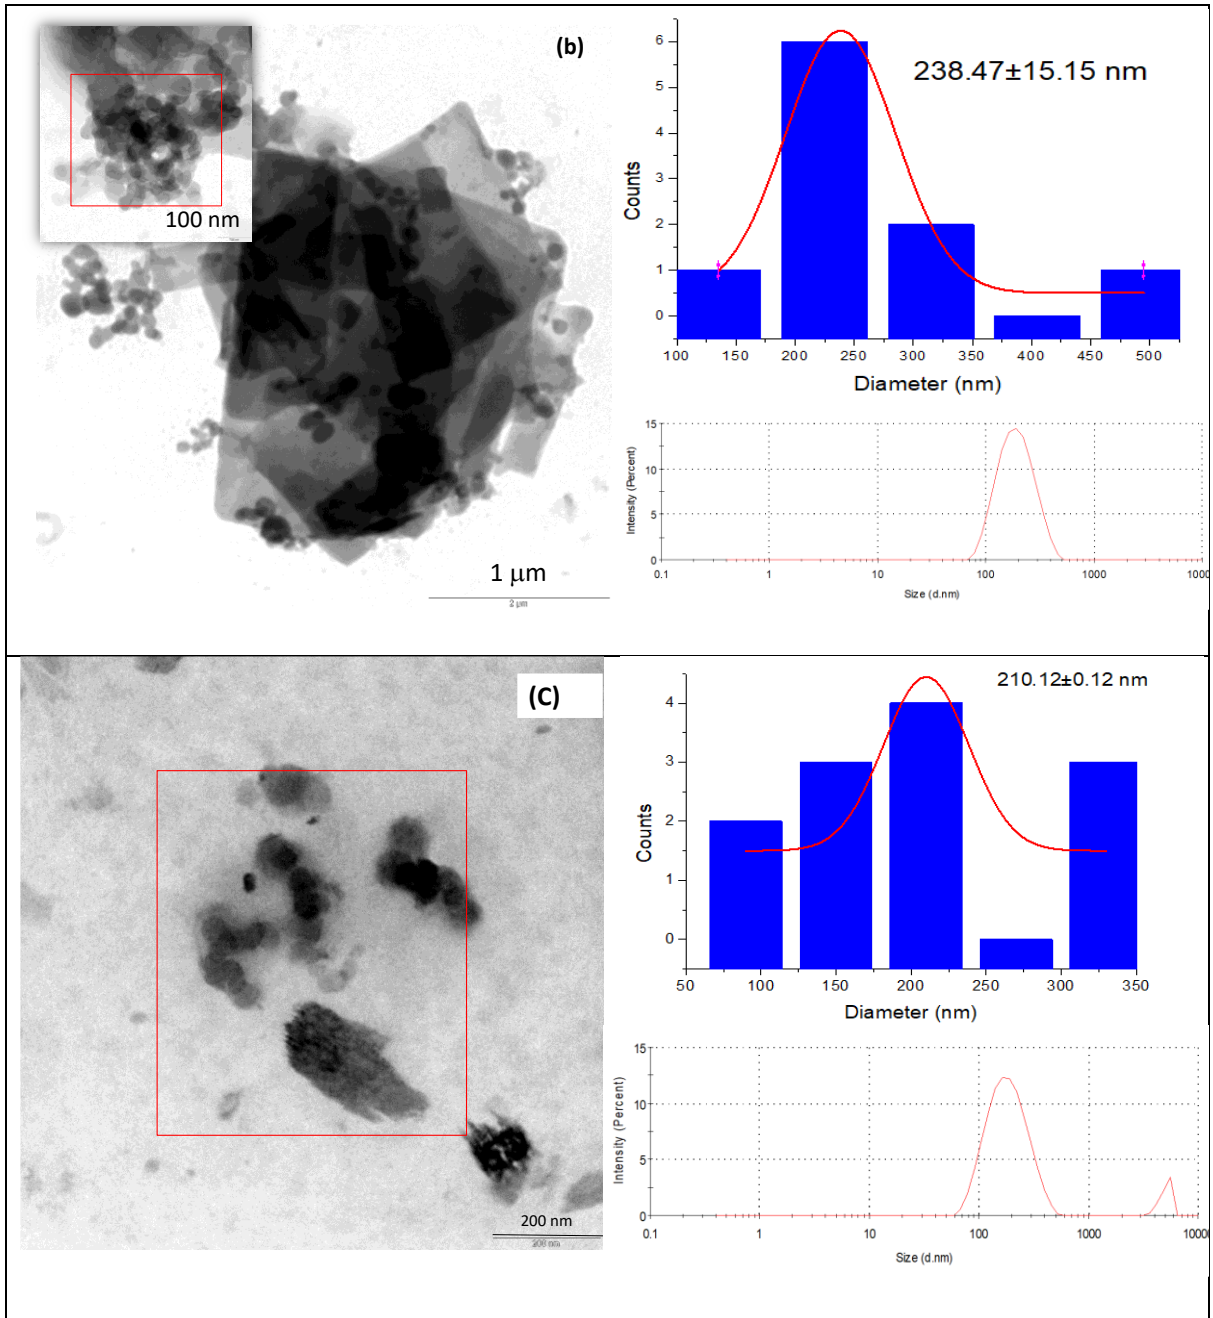 (b)
100 nm
1 μm
2 μm
238.47±15.15 nm
Counts
6
5
4
3
2
1
0
100 150 200 250 300 350 400 450 500
Diameter (nm)
Intensity (Percent)
15
10
5
0
0.1 1 10 100 1000 1000
Size (d.nm)
(C)
200 nm
200 nm
210.12±0.12 nm
Counts
4
3
2
1
0
50 100 150 200 250 300 350
Diameter (nm)
Intensity (Percent)
15
10
5
0
0.1 1 10 100 1000 10000
Size (d.nm)